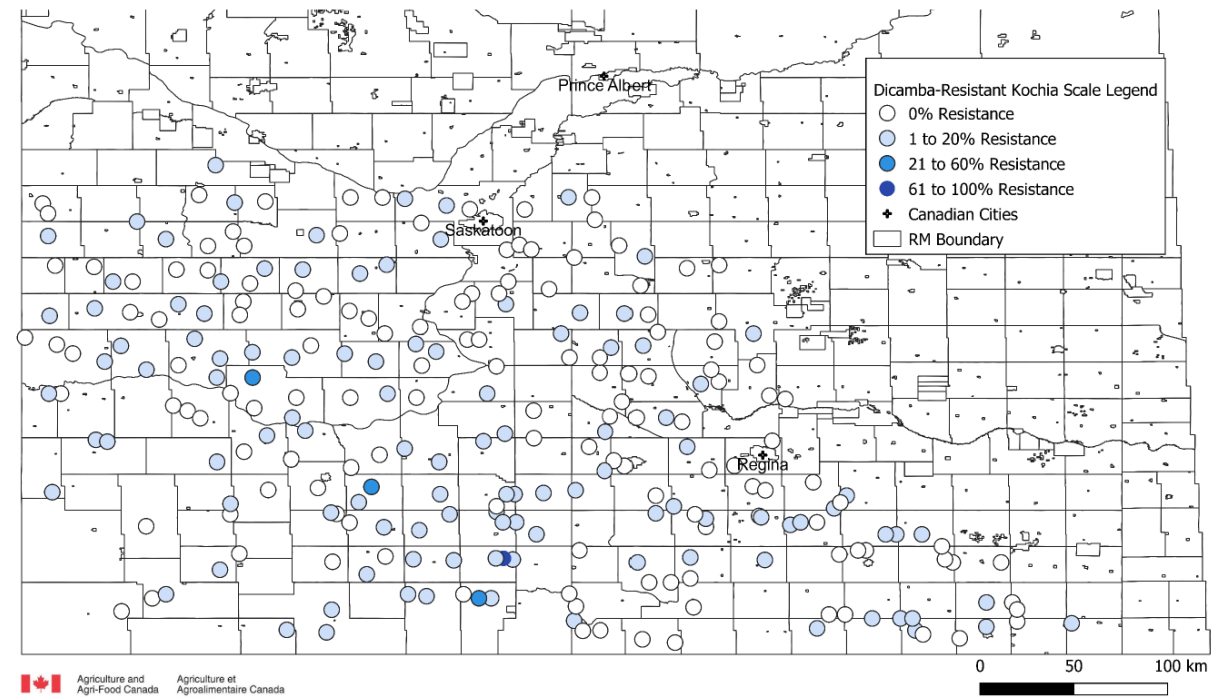 Prince Albert
Dicamba-Resistant Kochia Scale Legend
0% Resistance
1 to 20% Resistance
21 to 60% Resistance
61 to 100% Resistance
Canadian Cities
RM Boundary
Saskatoon
Regina
0 50 100 km
Agriculture and Agriculture et
Agri-Food Canada Agroalimentaire Canada